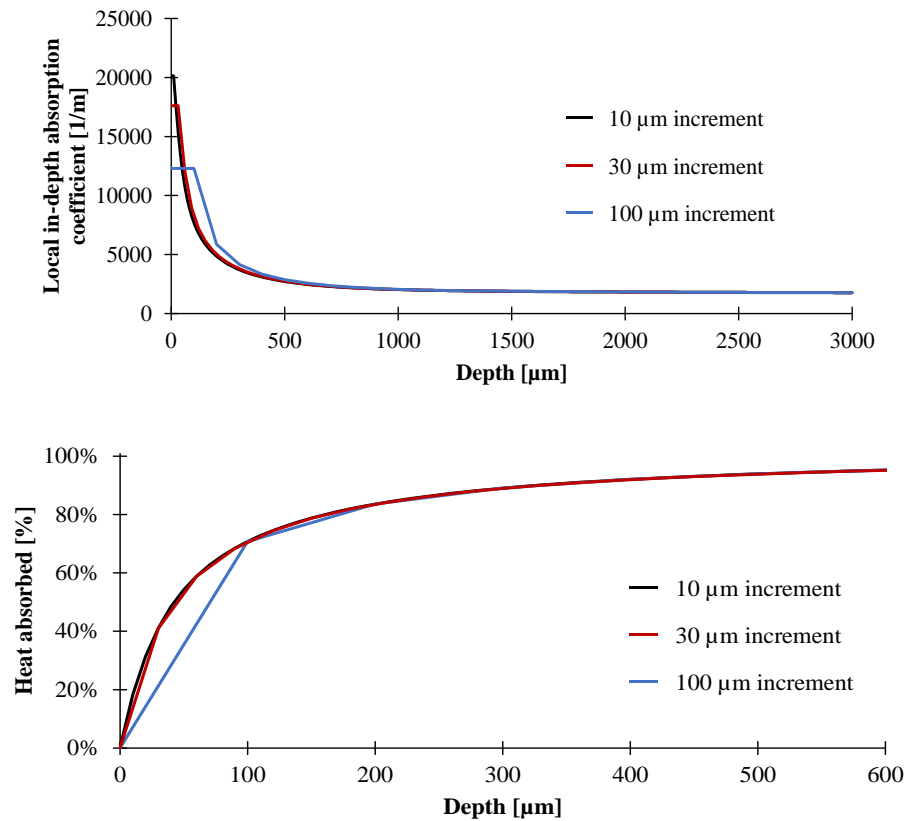 25000
20000
15000
10000
5000
0
Local in-depth absorption
coefficient [1/m]
10 µm increment
30 µm increment
100 µm increment
0 500 1000 1500 2000 2500 3000
Depth [µm]
100%
80%
60%
40%
20%
0%
Heat absorbed [%]
10 µm increment
30 µm increment
100 µm increment
0 100 200 300 400 500 600
Depth [µm]